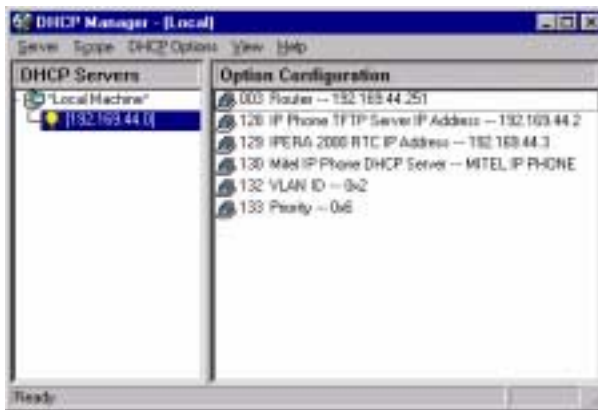 DHCP Manager - (Local)
Server Scope DHCP Options View Help
DHCP Servers
Option Configuration
"Local Machine"
[192.169.44.0]
003 Router --- 192.169.44.251
128 IP Phone TFTP Server IP Address --- 192.169.44.2
129 IPERA 2000 RTC IP Address --- 192.169.44.3
130 Mitel IP Phone DHCP Server --- MITEL IP PHONE
132 VLAN ID --- 0x2
133 Priority --- 0x6
Ready